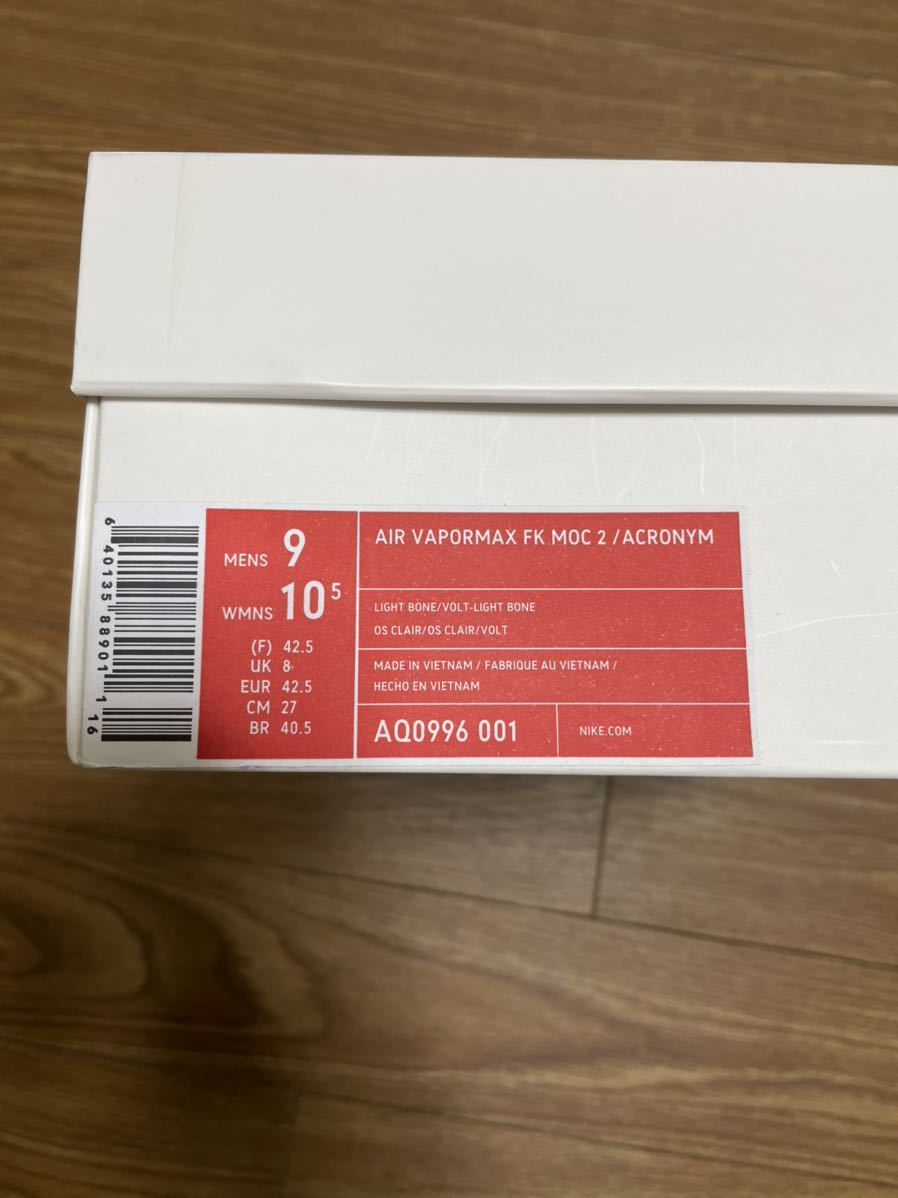 6 40135 88901 1 16
MENS 9
WMNS 10 5
(F) 42.5
UK 8
EUR 42.5
CM 27
BR 40.5
AIR VAPORMAX FK MOC 2 /ACRONYM
LIGHT BONE/VOLT-LIGHT BONE
OS CLAIR/OS CLAIR/VOLT
MADE IN VIETNAM / FABRIQUE AU VIETNAM /
HECHO EN VIETNAM
AQ0996 001
NIKE.COM